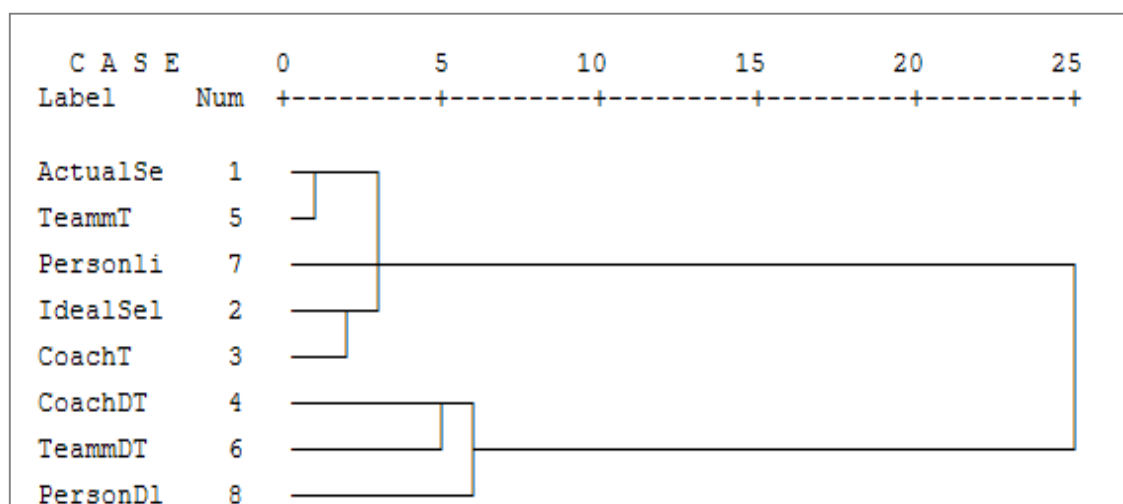 C A S E 0 5 10 15 20 25
Label Num +---------+---------+---------+---------+---------+
ActualSe 1
TeammT 5
Personli 7
IdealSel 2
CoachT 3
CoachDT 4
TeammDT 6
PersonDl 8